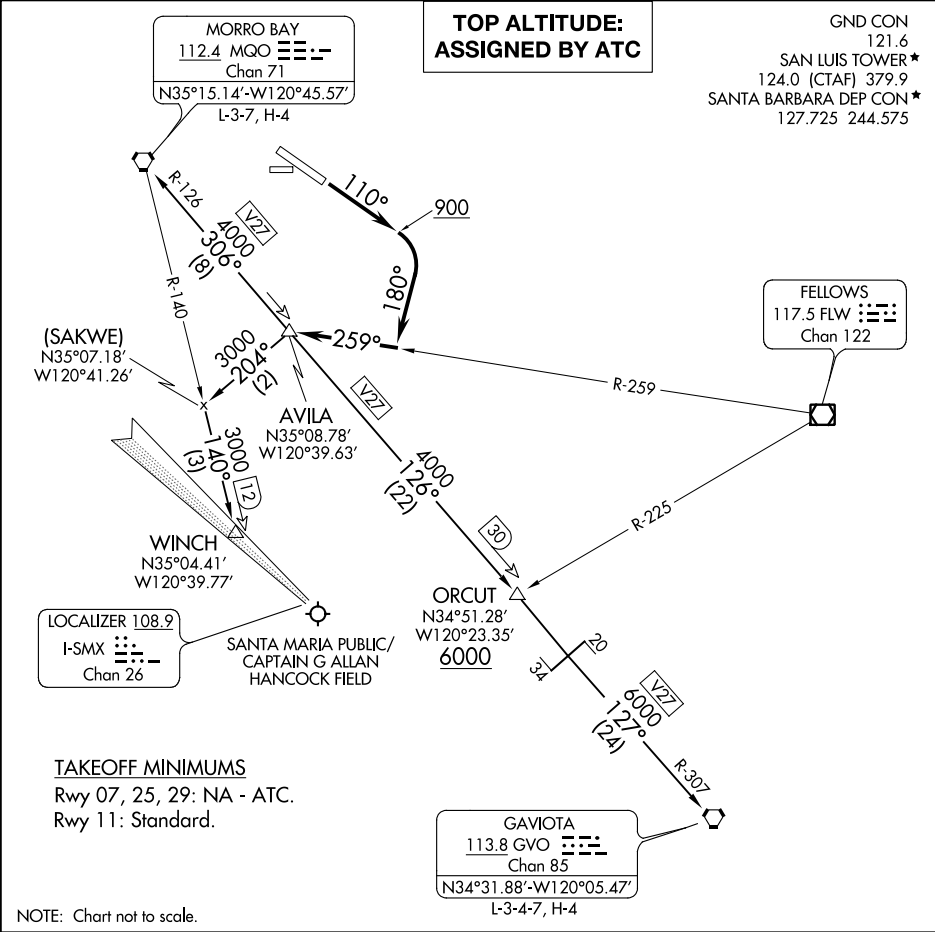 TOP ALTITUDE:
ASSIGNED BY ATC
GND CON
121.6
SAN LUIS TOWER★
124.0 (CTAF) 379.9
SANTA BARBARA DEP CON★
127.725 244.575
MORRO BAY
112.4 MQO
Chan 71
N35°15.14'-W120°45.57'
L-3-7, H-4
R-126
V27
4000
306°
(8)
110°
900
180°
259°
R-140
FELLOWS
117.5 FLW
Chan 122
R-259
R-225
(SAKWE)
N35°07.18'
W120°41.26'
3000
204°
(2)
AVILA
N35°08.78'
W120°39.63'
V27
4000
126°
(22)
3000
140°
(3)
12
WINCH
N35°04.41'
W120°39.77'
30
ORCUT
N34°51.28'
W120°23.35'
6000
LOCALIZER 108.9
I-SMX
Chan 26
SANTA MARIA PUBLIC/
CAPTAIN G ALLAN
HANCOCK FIELD
20
34
V27
6000
127°
(24)
R-307
TAKEOFF MINIMUMS
Rwy 07, 25, 29: NA - ATC.
Rwy 11: Standard.
GAVIOTA
113.8 GVO
Chan 85
N34°31.88'-W120°05.47'
L-3-4-7, H-4
NOTE: Chart not to scale.